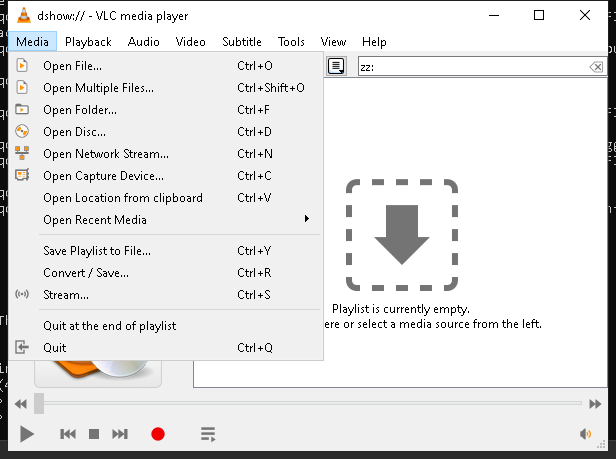 dshow:// - VLC media player
Media Playback Audio Video Subtitle Tools View Help
Open File... Ctrl+O
zz:
Open Multiple Files... Ctrl+Shift+O
Open Folder... Ctrl+F
Open Disc... Ctrl+D
Open Network Stream... Ctrl+N
Open Capture Device... Ctrl+C
Open Location from clipboard Ctrl+V
Open Recent Media
Save Playlist to File... Ctrl+Y
Convert / Save... Ctrl+R
Stream... Ctrl+S
Quit at the end of playlist
Quit Ctrl+Q
Playlist is currently empty.
ere or select a media source from the left.